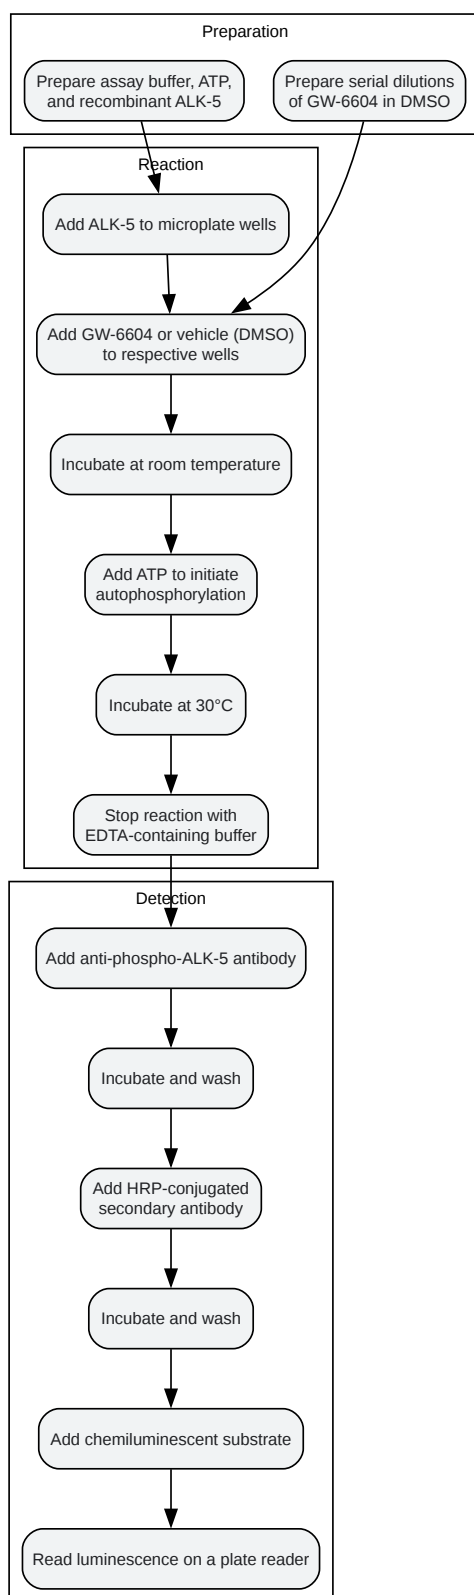 Preparation
Prepare assay buffer, ATP,
and recombinant ALK-5
Prepare serial dilutions
of GW-6604 in DMSO
Reaction
Add ALK-5 to microplate wells
Add GW-6604 or vehicle (DMSO)
to respective wells
Incubate at room temperature
Add ATP to initiate
autophosphorylation
Incubate at 30°C
Stop reaction with
EDTA-containing buffer
Detection
Add anti-phospho-ALK-5 antibody
Incubate and wash
Add HRP-conjugated
secondary antibody
Incubate and wash
Add chemiluminescent substrate
Read luminescence on a plate reader